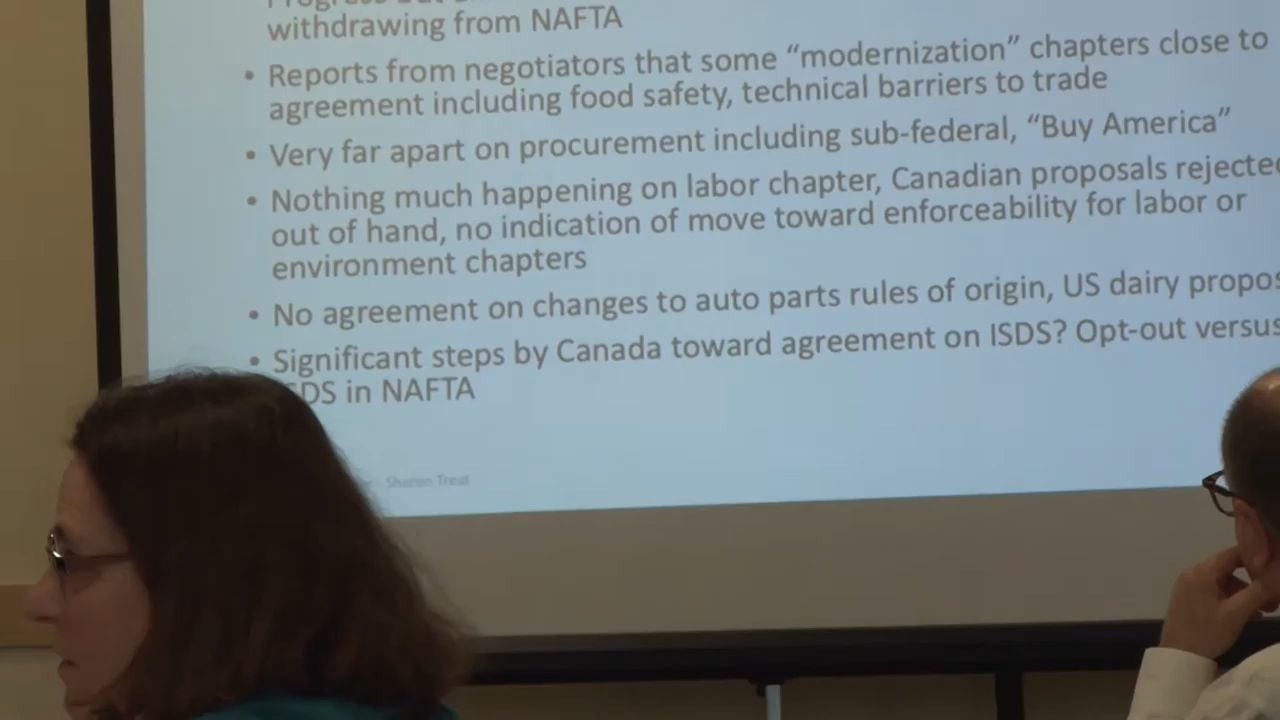 withdrawing from NAFTA
• Reports from negotiators that some “modernization” chapters close to
agreement including food safety, technical barriers to trade
• Very far apart on procurement including sub-federal, “Buy America”
• Nothing much happening on labor chapter, Canadian proposals rejected
out of hand, no indication of move toward enforceability for labor or
environment chapters
• No agreement on changes to auto parts rules of origin, US dairy
• Significant steps by Canada toward agreement on ISDS? Opt-out versus
in NAFTA
Sharon Treat